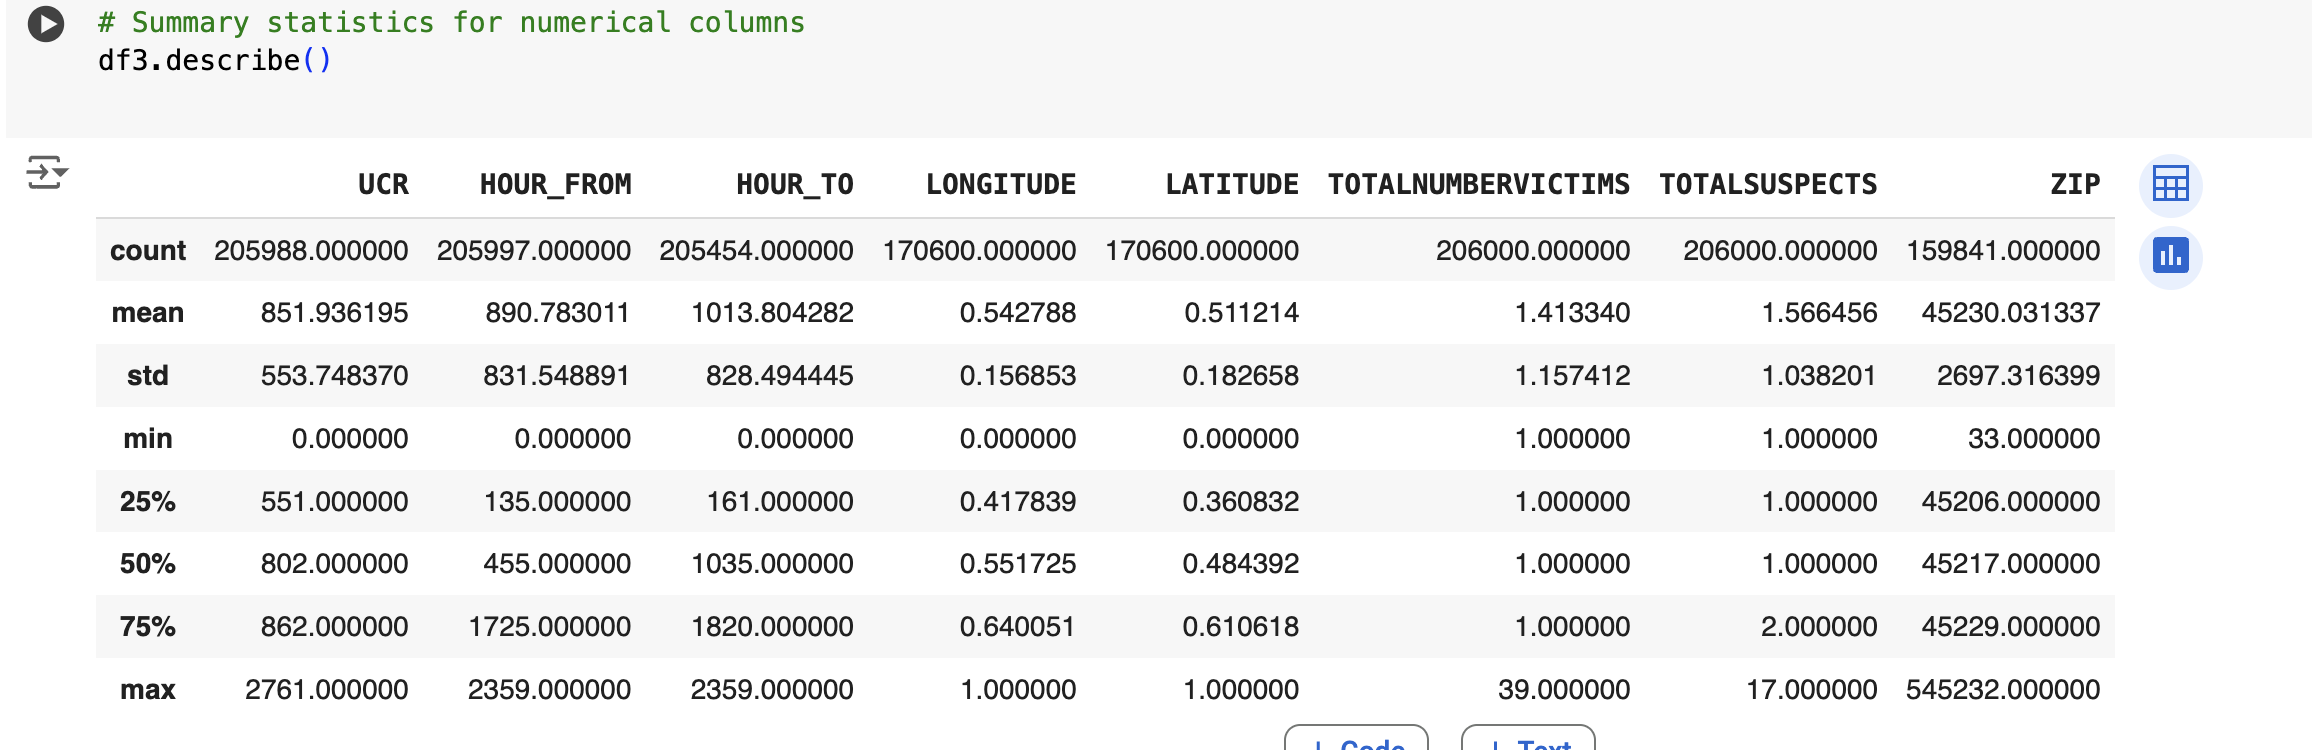 # Summary statistics for numerical columns
df3.describe()
UCR HOUR_FROM HOUR_TO LONGITUDE LATITUDE TOTALNUMBERVICTIMS TOTALSUSPECTS ZIP
count 205988.000000 205997.000000 205454.000000 170600.000000 170600.000000 206000.000000 206000.000000 159841.000000
mean 851.936195 890.783011 1013.804282 0.542788 0.511214 1.413340 1.566456 45230.031337
std 553.748370 831.548891 828.494445 0.156853 0.182658 1.157412 1.038201 2697.316399
min 0.000000 0.000000 0.000000 0.000000 0.000000 1.000000 1.000000 33.000000
25% 551.000000 135.000000 161.000000 0.417839 0.360832 1.000000 1.000000 45206.000000
50% 802.000000 455.000000 1035.000000 0.551725 0.484392 1.000000 1.000000 45217.000000
75% 862.000000 1725.000000 1820.000000 0.640051 0.610618 1.000000 2.000000 45229.000000
max 2761.000000 2359.000000 2359.000000 1.000000 1.000000 39.000000 17.000000 545232.000000
+ Code + Text